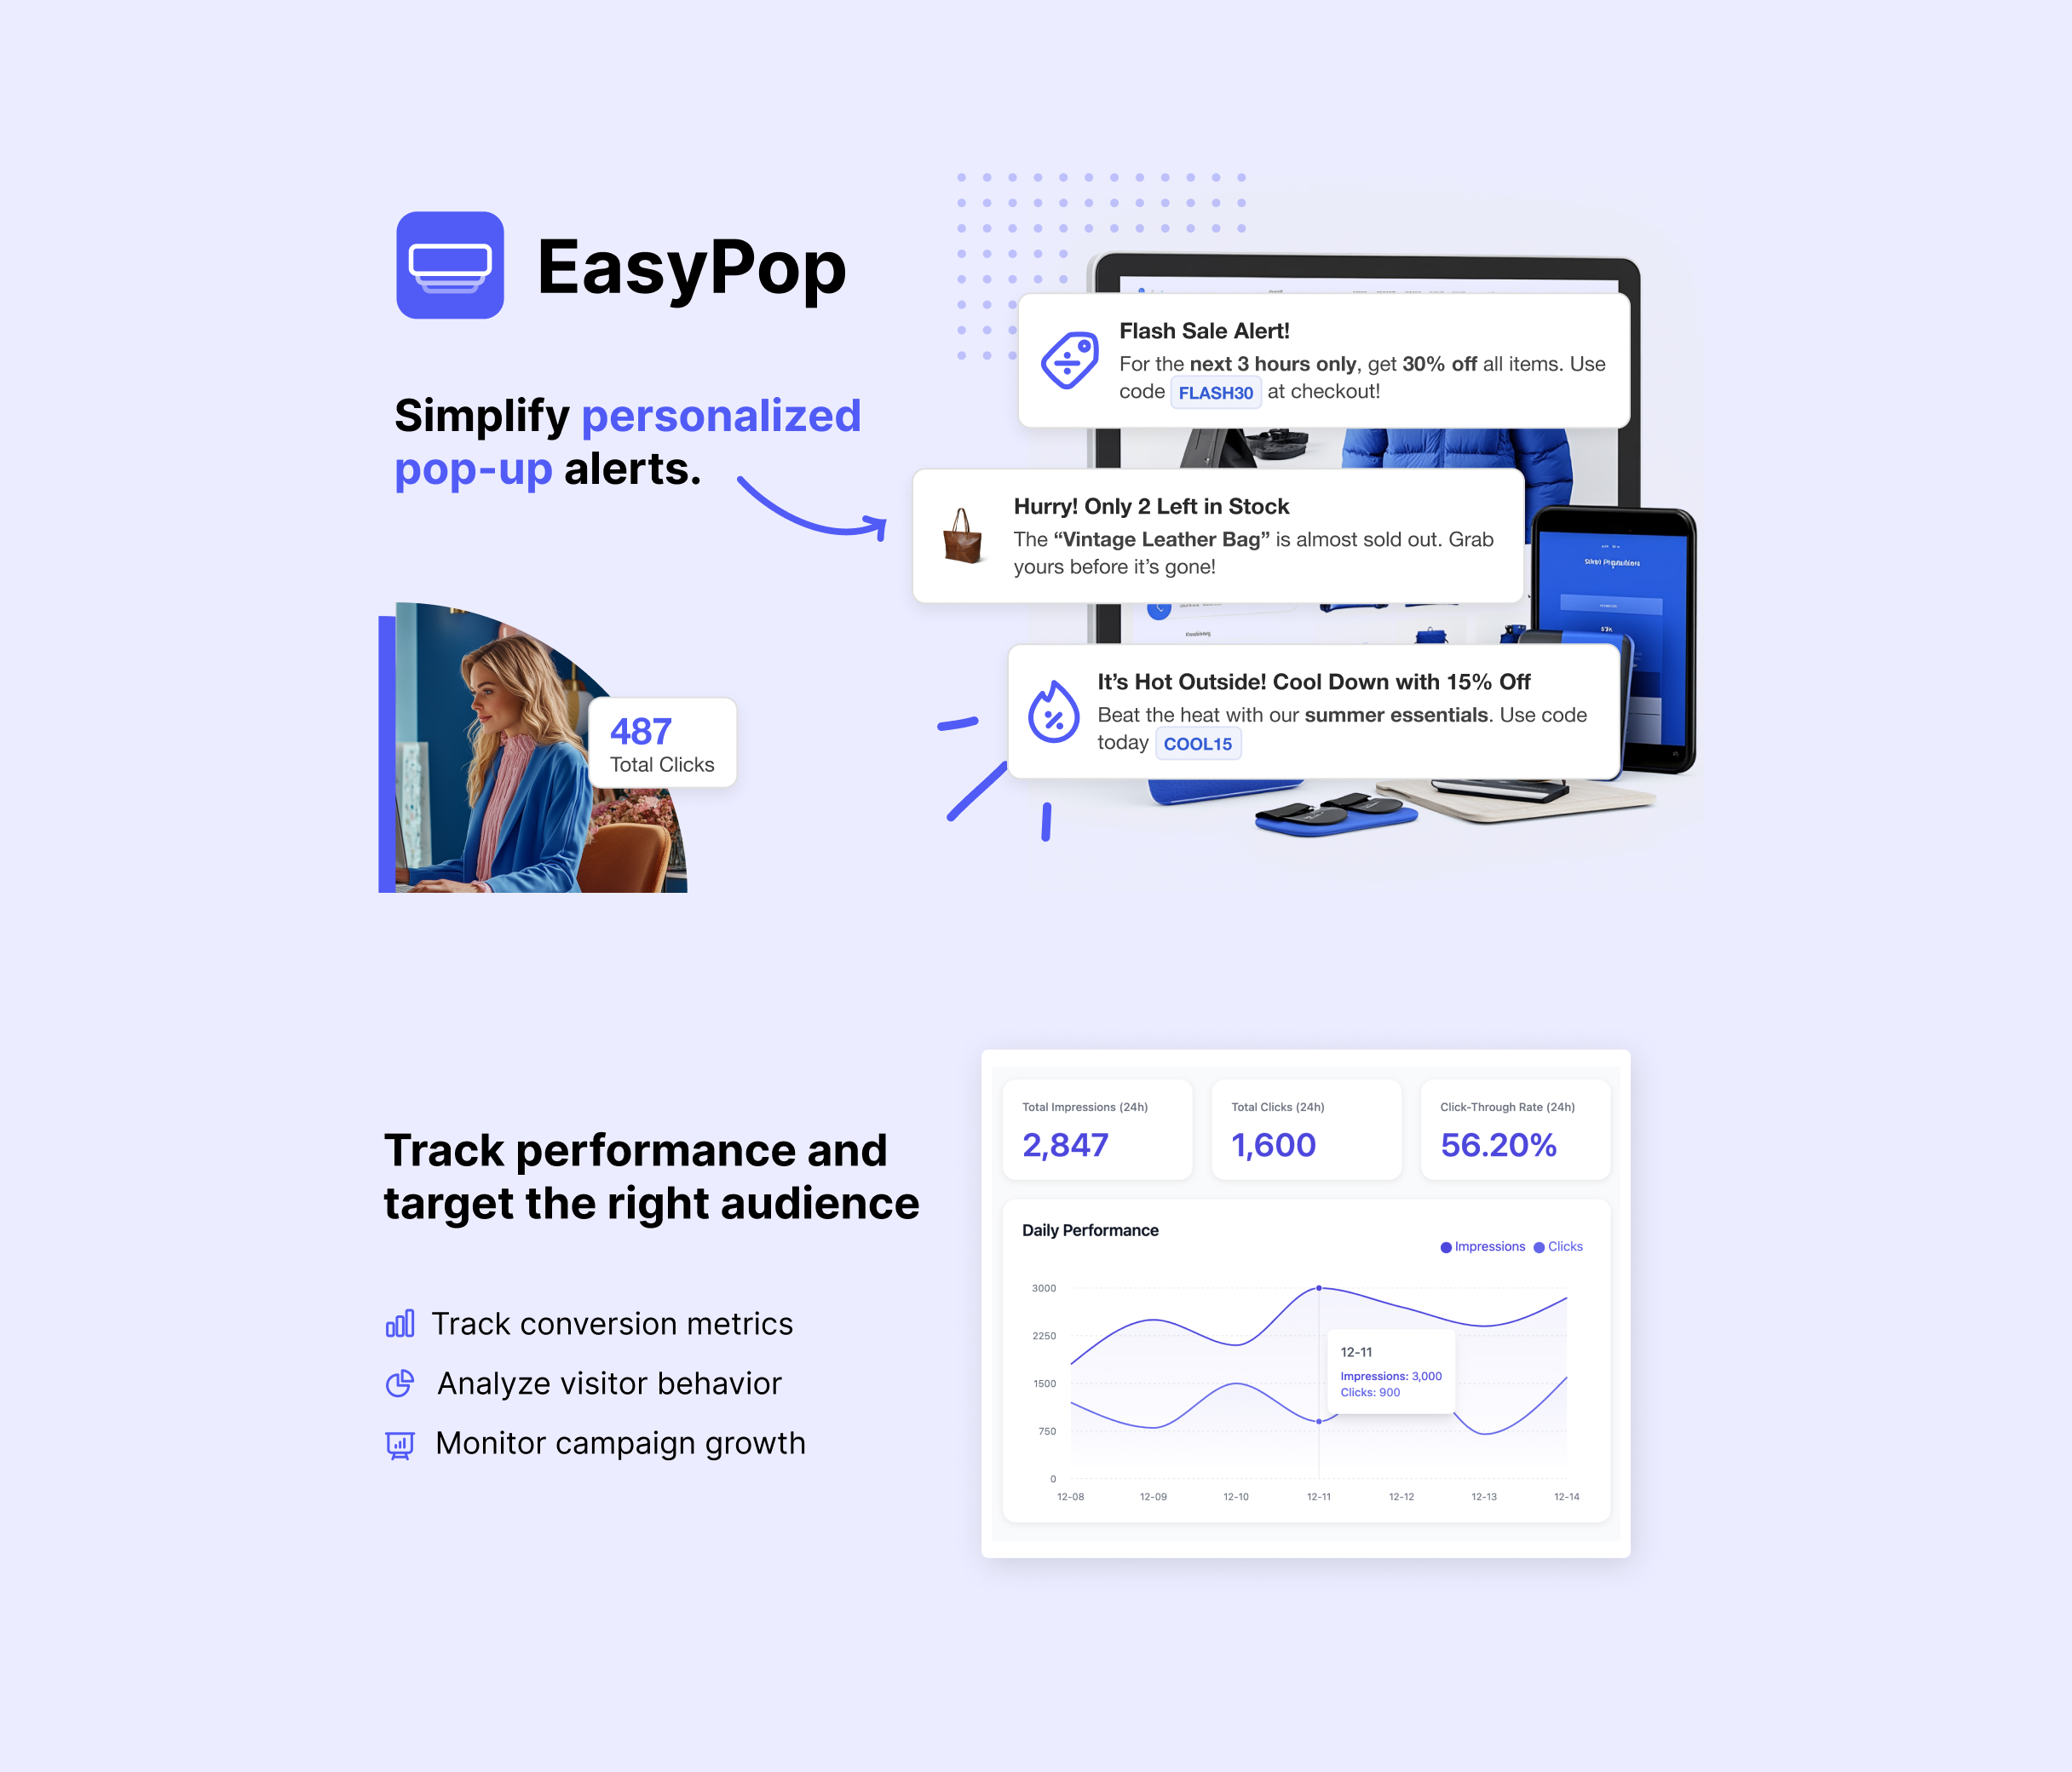 EasyPop
Simplify personalized
pop-up alerts.
Flash Sale Alert!
For the next 3 hours only, get 30% off all items. Use
code FLASH30 at checkout!
Hurry! Only 2 Left in Stock
The “Vintage Leather Bag” is almost sold out. Grab
yours before it’s gone!
It’s Hot Outside! Cool Down with 15% Off
Beat the heat with our summer essentials. Use code
today COOL15
487
Total Clicks
Track performance and
target the right audience
Track conversion metrics
Analyze visitor behavior
Monitor campaign growth
Total Impressions (24h)
2,847
Total Clicks (24h)
1,600
Click-Through Rate (24h)
56.20%
Daily Performance
Impressions Clicks
3000
2250
1500
750
0
12-11
Impressions: 3,000
Clicks: 900
12-08 12-09 12-10 12-11 12-12 12-13 12-14